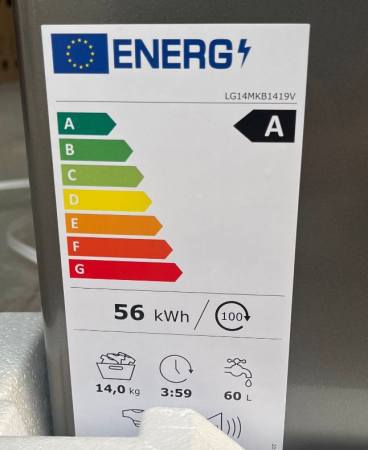 ENERG
LG14MKB1419V
A
A
B
C
D
E
F
G
56 kWh / 100
14,0 kg
3:59
60 L